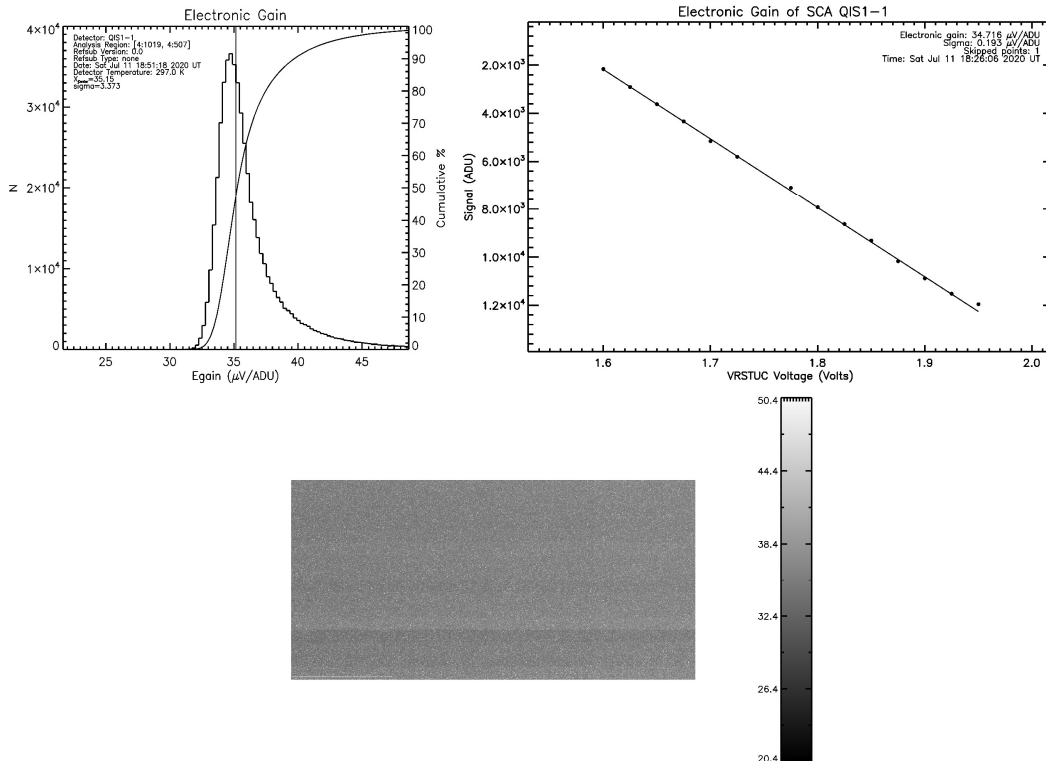 Electronic Gain
Detector: QIS1-1
Analysis Region: [4:1019, 4:507]
Refsub Version: 0.0
Refsub Type: none
Date: Sat Jul 11 18:51:18 2020 UT
Detector Temperature: 297.0 K
=35.15
sigma=3.373
4×10⁴
3×10⁴
2×10⁴
1×10⁴
0
N
25
30
35
40
45
Egain (μV/ADU)
100
90
80
70
60
50
40
30
20
10
0
Cumulative %
Electronic Gain of SCA QIS1-1
Electronic gain: 34.716 μV/ADU
Sigma: 0.193 μV/ADU
Skipped points: 1
Time: Sat Jul 11 18:26:06 2020 UT
2.0×10³
4.0×10³
6.0×10³
8.0×10³
1.0×10⁴
1.2×10⁴
Signal (ADU)
1.6
1.7
1.8
1.9
2.0
VRSTUC Voltage (Volts)
50.4
44.4
38.4
32.4
26.4
20.4